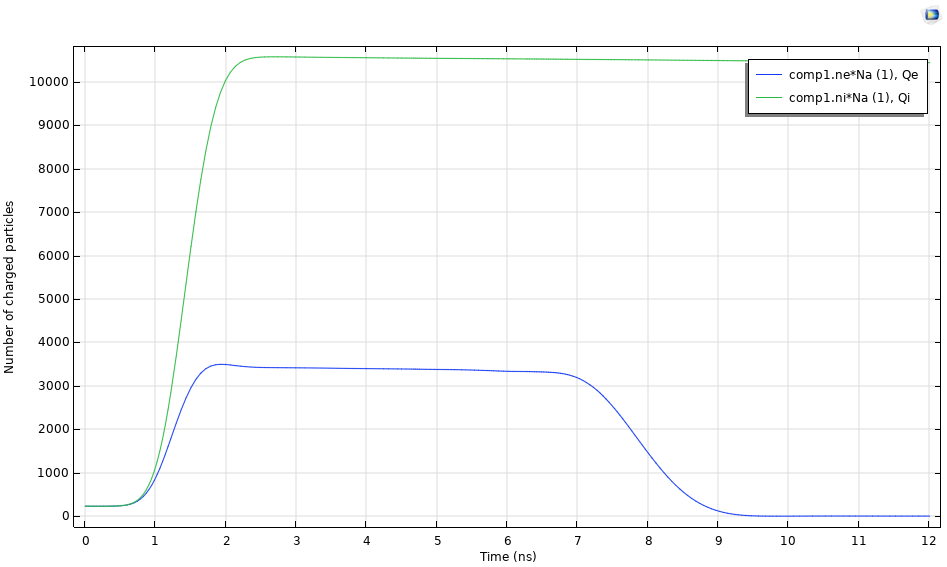 10000
9000
8000
7000
6000
5000
4000
3000
2000
1000
0
Number of charged particles
comp1.ne*Na (1), Qe
comp1.ni*Na (1), Qi
0 1 2 3 4 5 6 7 8 9 10 11 12
Time (ns)